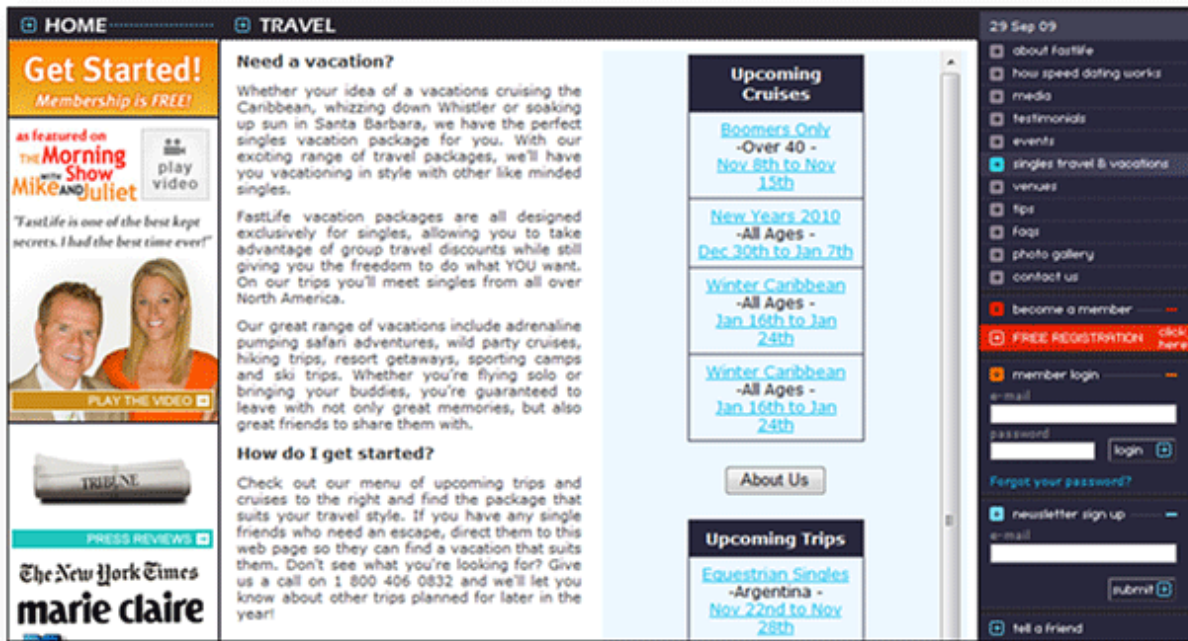 HOME
Get Started!
Membership is FREE!
as featured on
THE Morning
Show
WITH
Mike AND Juliet
play
video
"FastLife is one of the best kept
secrets. I had the best time ever!"
PLAY THE VIDEO
TRIBUNE
PRESS REVIEWS
The New York Times
marie claire
TRAVEL
Need a vacation?
Whether your idea of a vacations cruising the
Caribbean, whizzing down Whistler or soaking
up sun in Santa Barbara, we have the perfect
singles vacation package for you. With our
exciting range of travel packages, we'll have
you vacationing in style with other like minded
singles.
FastLife vacation packages are all designed
exclusively for singles, allowing you to take
advantage of group travel discounts while still
giving you the freedom to do what YOU want.
On our trips you'll meet singles from all over
North America.
Our great range of vacations include adrenaline
pumping safari adventures, wild party cruises,
hiking trips, resort getaways, sporting camps
and ski trips. Whether you're flying solo or
bringing your buddies, you're guaranteed to
leave with not only great memories, but also
great friends to share them with.
How do I get started?
Check out our menu of upcoming trips and
cruises to the right and find the package that
suits your travel style. If you have any single
friends who need an escape, direct them to this
web page so they can find a vacation that suits
them. Don't see what you're looking for? Give
us a call on 1 800 406 0832 and we'll let you
know about other trips planned for later in the
year!
Upcoming
Cruises
Boomers Only
-Over 40 -
Nov 8th to Nov
15th
New Years 2010
-All Ages -
Dec 30th to Jan 7th
Winter Caribbean
-All Ages -
Jan 16th to Jan
24th
Winter Caribbean
-All Ages -
Jan 16th to Jan
24th
About Us
Upcoming Trips
Equestrian Singles
-Argentina -
Nov 22nd to Nov
28th
29 Sep 09
about fastlife
how speed dating works
media
testimonials
events
singles travel & vacations
venues
tips
faqs
photo gallery
contact us
become a member
FREE REGISTRATION
click
here
member login
e-mail
password
login
Forgot your password?
newsletter sign up
e-mail
submit
tell a friend